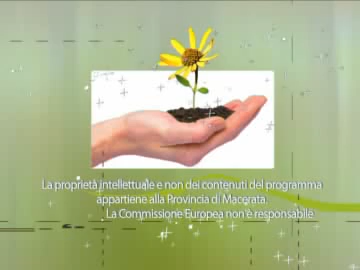 La proprietà intellettuale e non dei contenuti del programma
appartiene alla Provincia di Macerata.
La Commissione Europea non è responsabile.